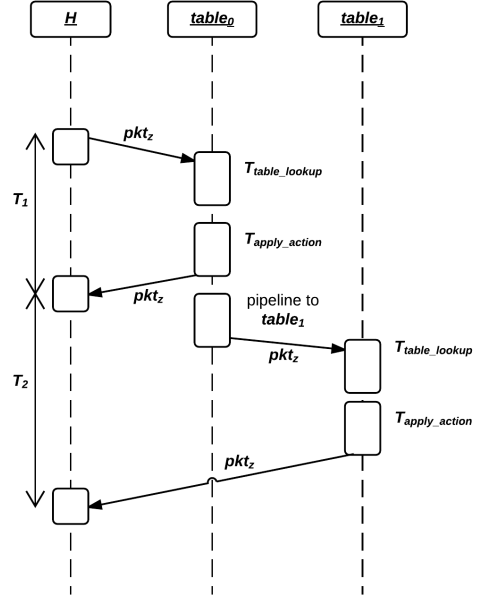 H
table0
table1
pktz
Ttable_lookup
T1
Tapply_action
pktz
pipeline to
table1
pktz
Ttable_lookup
T2
Tapply_action
pktz